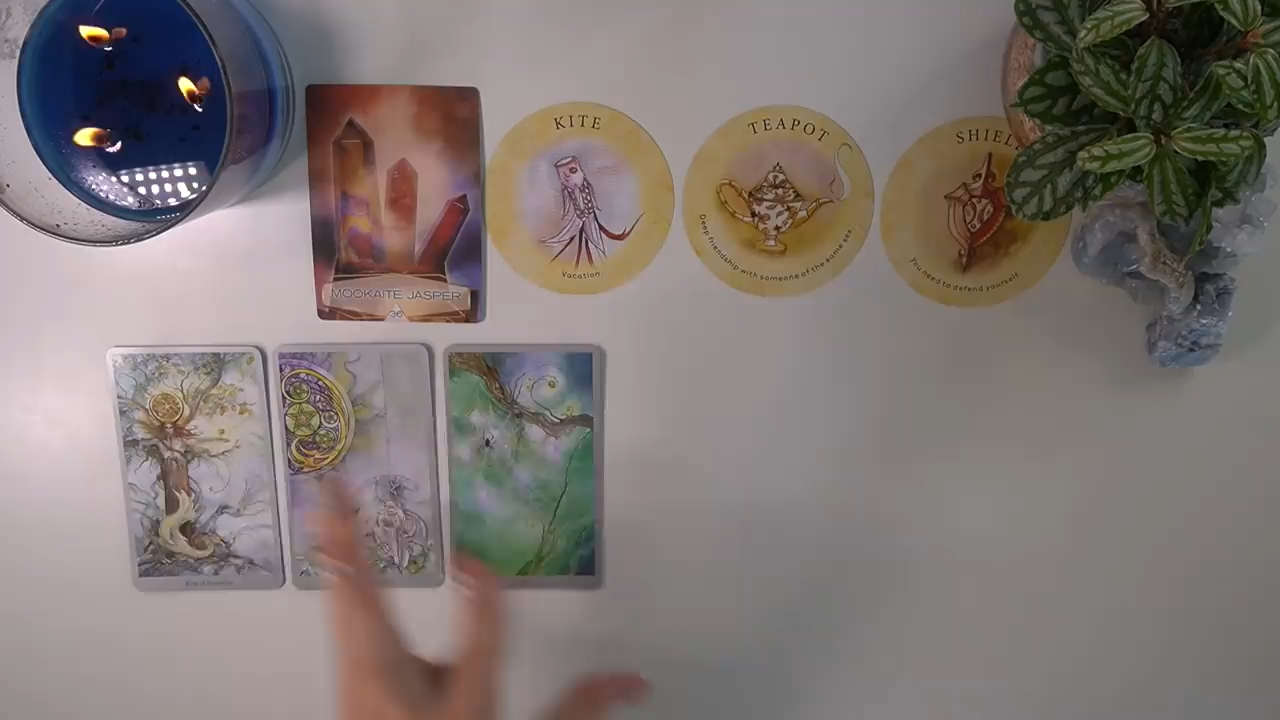 MOOKAITE JASPER
36
KITE
Vacation
TEAPOT
Deep friendship with someone of the same sex
SHIEL
You need to defend yourself